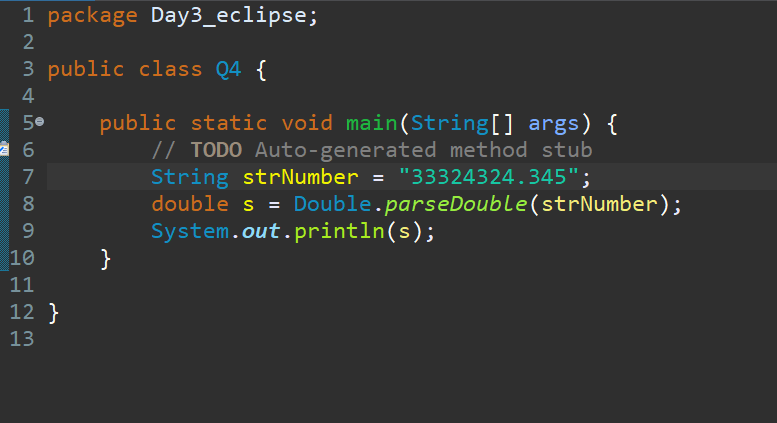 1 package Day3_eclipse;
2
3 public class Q4 {
4
5 public static void main(String[] args) {
6 // TODO Auto-generated method stub
7 String strNumber = "33324324.345";
8 double s = Double.parseDouble(strNumber);
9 System.out.println(s);
10 }
11
12 }
13